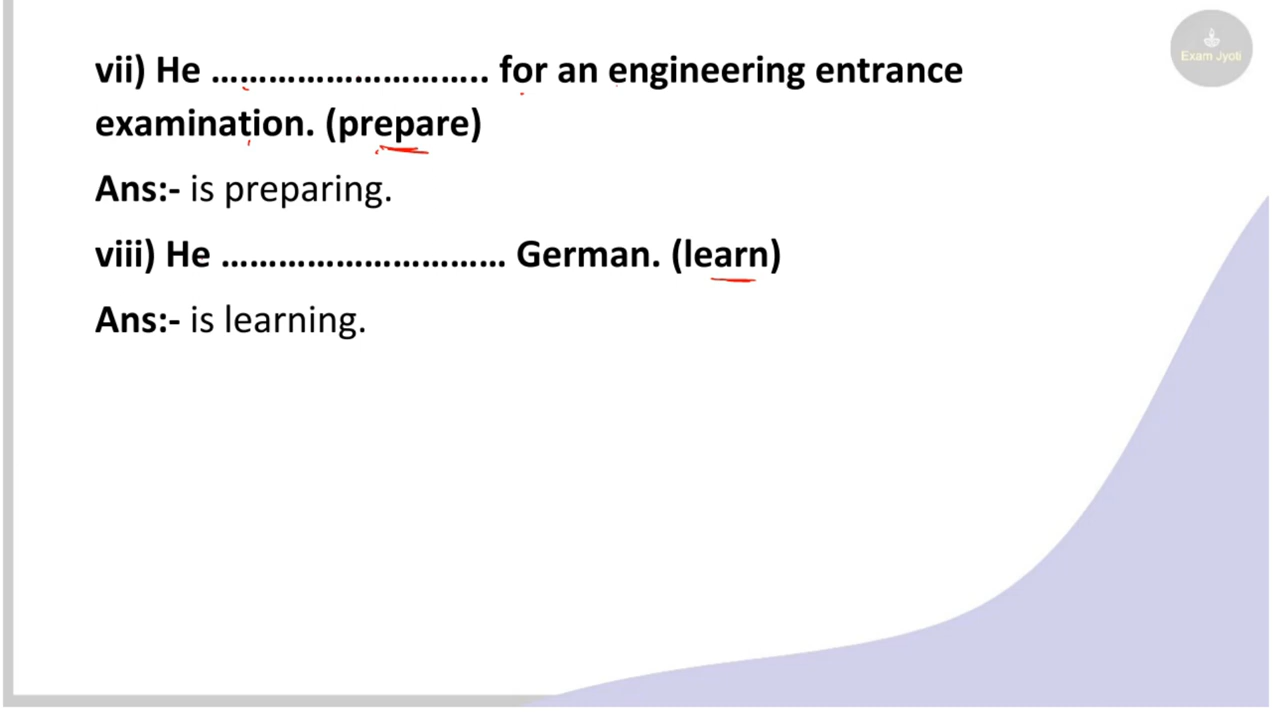 Exam Jyoti
vii) He ……………………….. for an engineering entrance
examination. (prepare)
Ans:- is preparing.
viii) He ………………………… German. (learn)
Ans:- is learning.